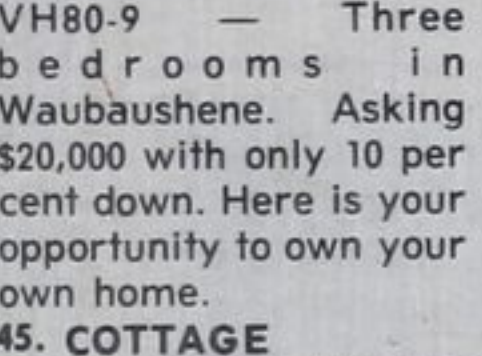 VH80-9 — Three
bedrooms in
Waubaushene. Asking
$20,000 with only 10 per
cent down. Here is your
opportunity to own your
own home.
45. COTTAGE